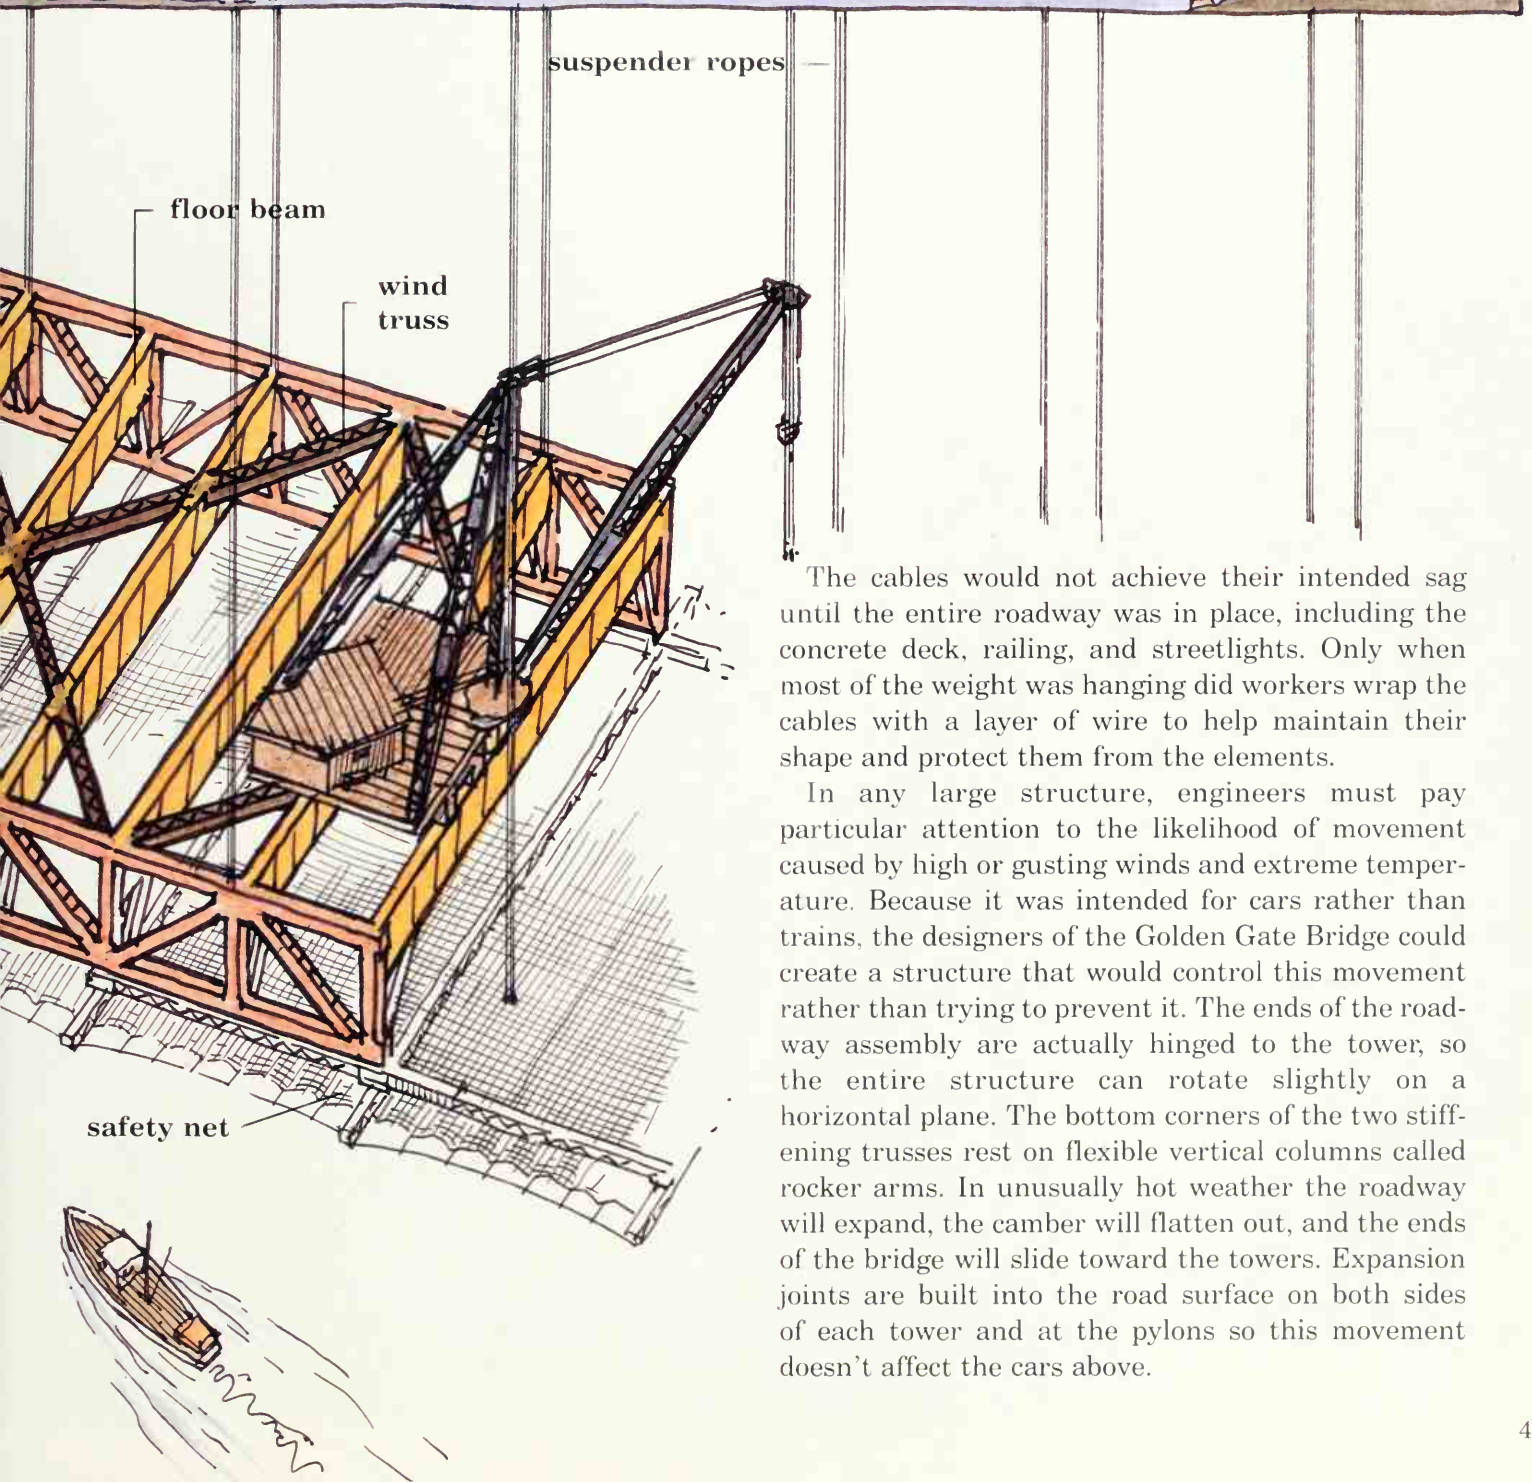 suspender ropes
floor beam
wind
truss
safety net
The cables would not achieve their intended sag
until the entire roadway was in place, including the
concrete deck, railing, and streetlights. Only when
most of the weight was hanging did workers wrap the
cables with a layer of wire to help maintain their
shape and protect them from the elements.
In any large structure, engineers must pay
particular attention to the likelihood of movement
caused by high or gusting winds and extreme temper-
ature. Because it was intended for cars rather than
trains, the designers of the Golden Gate Bridge could
create a structure that would control this movement
rather than trying to prevent it. The ends of the road-
way assembly are actually hinged to the tower, so
the entire structure can rotate slightly on a
horizontal plane. The bottom corners of the two stiff-
ening trusses rest on flexible vertical columns called
rocker arms. In unusually hot weather the roadway
will expand, the camber will flatten out, and the ends
of the bridge will slide toward the towers. Expansion
joints are built into the road surface on both sides
of each tower and at the pylons so this movement
doesn't affect the cars above.
4